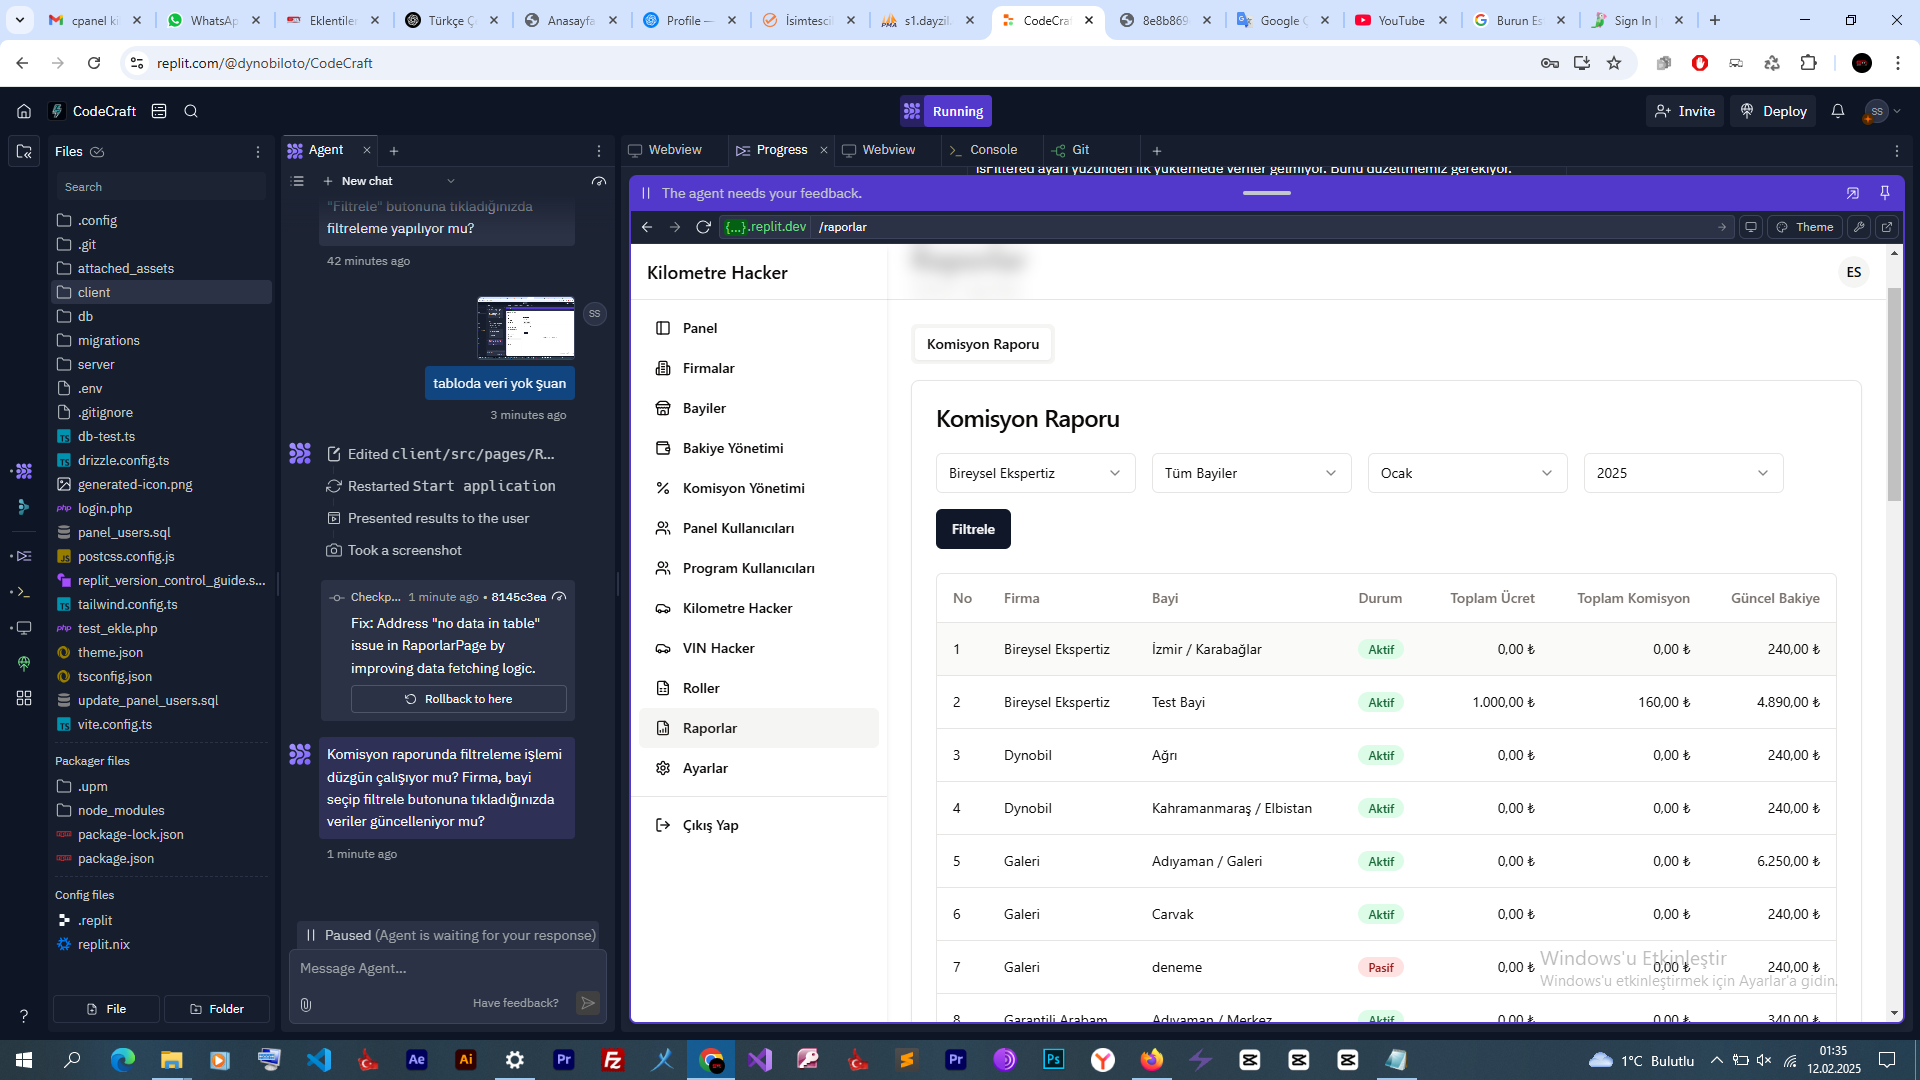 cpanel ki
WhatsAp
Eklentiler
Türkçe Ç
Anasayfa
Profile —
İsimtescil
s1.dayzil
CodeCra
8e8b869
Google Ç
YouTube
Burun Es
Sign In |
replit.com/@dynobiloto/CodeCraft
CodeCraft
Running
Invite
Deploy
SS
Files
Search
.config
.git
attached_assets
client
db
migrations
server
.env
.gitignore
db-test.ts
drizzle.config.ts
generated-icon.png
login.php
panel_users.sql
postcss.config.js
replit_version_control_guide.s...
tailwind.config.ts
test_ekle.php
theme.json
tsconfig.json
update_panel_users.sql
vite.config.ts
Packager files
.upm
node_modules
package-lock.json
package.json
Config files
.replit
replit.nix
File
Folder
Agent
New chat
"Filtrele" butonuna tıkladığınızda
filtreleme yapılıyor mu?
42 minutes ago
SS
tabloda veri yok şuan
3 minutes ago
Edited client/src/pages/R...
Restarted Start application
Presented results to the user
Took a screenshot
Checkp... 1 minute ago • 8145c3ea
Fix: Address "no data in table"
issue in RaporlarPage by
improving data fetching logic.
Rollback to here
Komisyon raporunda filtreleme işlemi
düzgün çalışıyor mu? Firma, bayi
seçip filtrele butonuna tıkladığınızda
veriler güncelleniyor mu?
1 minute ago
Paused (Agent is waiting for your response)
Message Agent...
Have feedback?
Webview
Progress
Webview
Console
Git
isFiltered ayarı yüzünden ilk yüklemede veriler gelmiyor. Bunu düzeltmemiz gerekiyor.
The agent needs your feedback.
{...}.replit.dev /raporlar
Theme
Kilometre Hacker
Raporlar
ES
Panel
Firmalar
Bayiler
Bakiye Yönetimi
Komisyon Yönetimi
Panel Kullanıcıları
Program Kullanıcıları
Kilometre Hacker
VIN Hacker
Roller
Raporlar
Ayarlar
Çıkış Yap
Komisyon Raporu
Komisyon Raporu
Bireysel Ekspertiz
Tüm Bayiler
Ocak
2025
Filtrele
No Firma Bayi Durum Toplam Ücret Toplam Komisyon Güncel Bakiye
1 Bireysel Ekspertiz İzmir / Karabağlar Aktif 0,00 ₺ 0,00 ₺ 240,00 ₺
2 Bireysel Ekspertiz Test Bayi Aktif 1.000,00 ₺ 160,00 ₺ 4.890,00 ₺
3 Dynobil Ağrı Aktif 0,00 ₺ 0,00 ₺ 240,00 ₺
4 Dynobil Kahramanmaraş / Elbistan Aktif 0,00 ₺ 0,00 ₺ 240,00 ₺
5 Galeri Adıyaman / Galeri Aktif 0,00 ₺ 0,00 ₺ 6.250,00 ₺
6 Galeri Carvak Aktif 0,00 ₺ 0,00 ₺ 240,00 ₺
7 Galeri deneme Pasif 0,00 ₺ 0,00 ₺ 240,00 ₺
8 Garantili Arabam Adıyaman / Merkez Aktif 0,00 ₺ 0,00 ₺ 340,00 ₺
Windows'u Etkinleştir
Windows'u etkinleştirmek için Ayarlar'a gidin.
1°C Bulutlu
01:35
12.02.2025